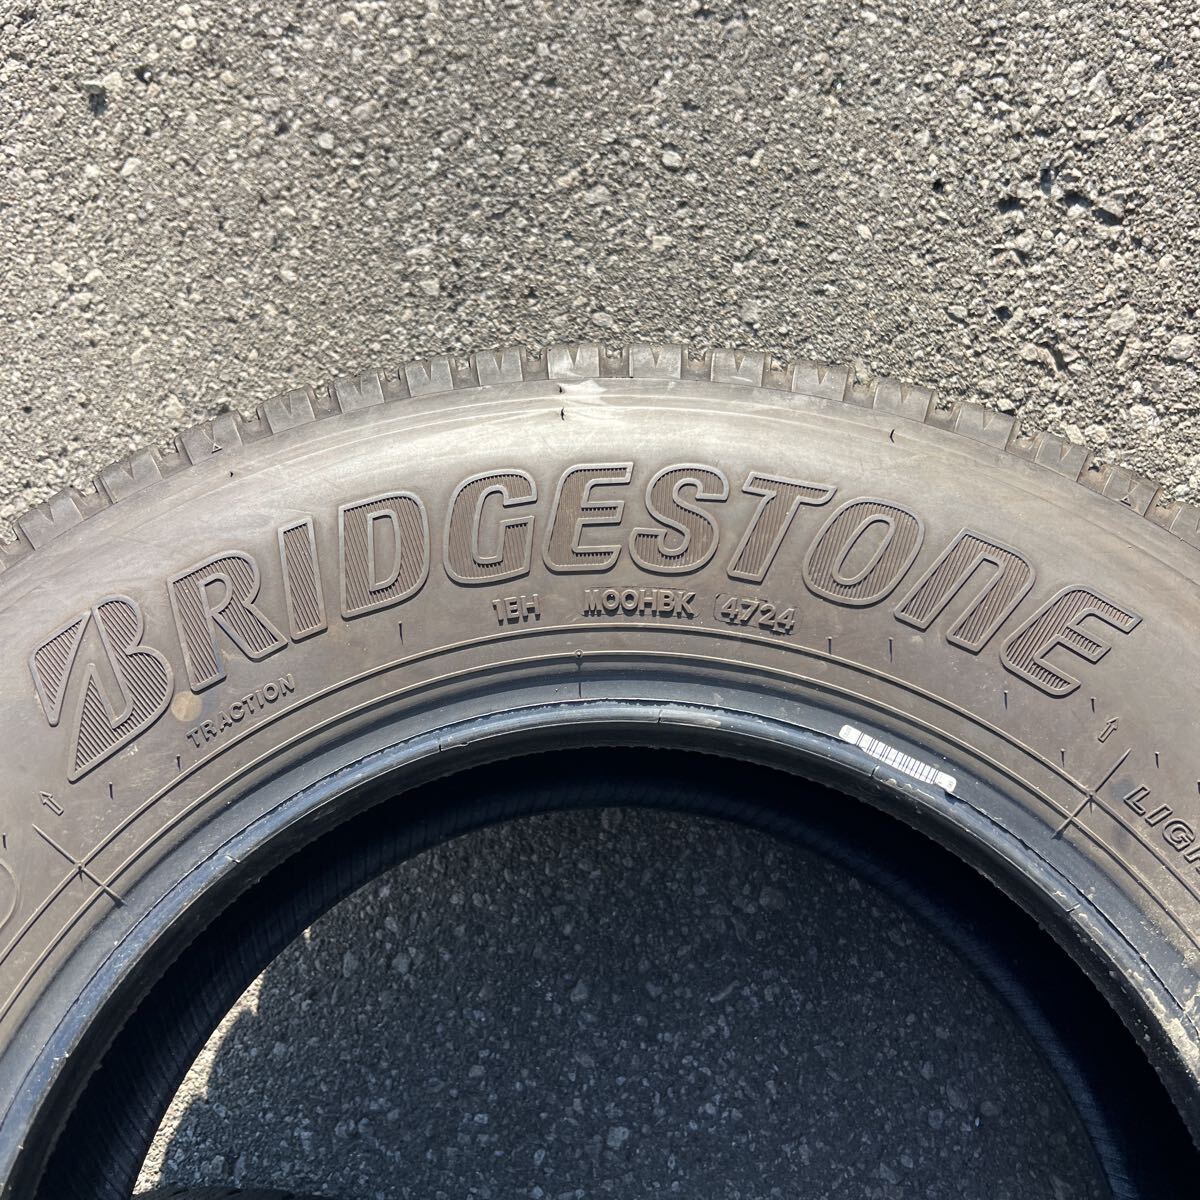 BRIDGESTONE
1EH M00HBK 4724
TRACTION